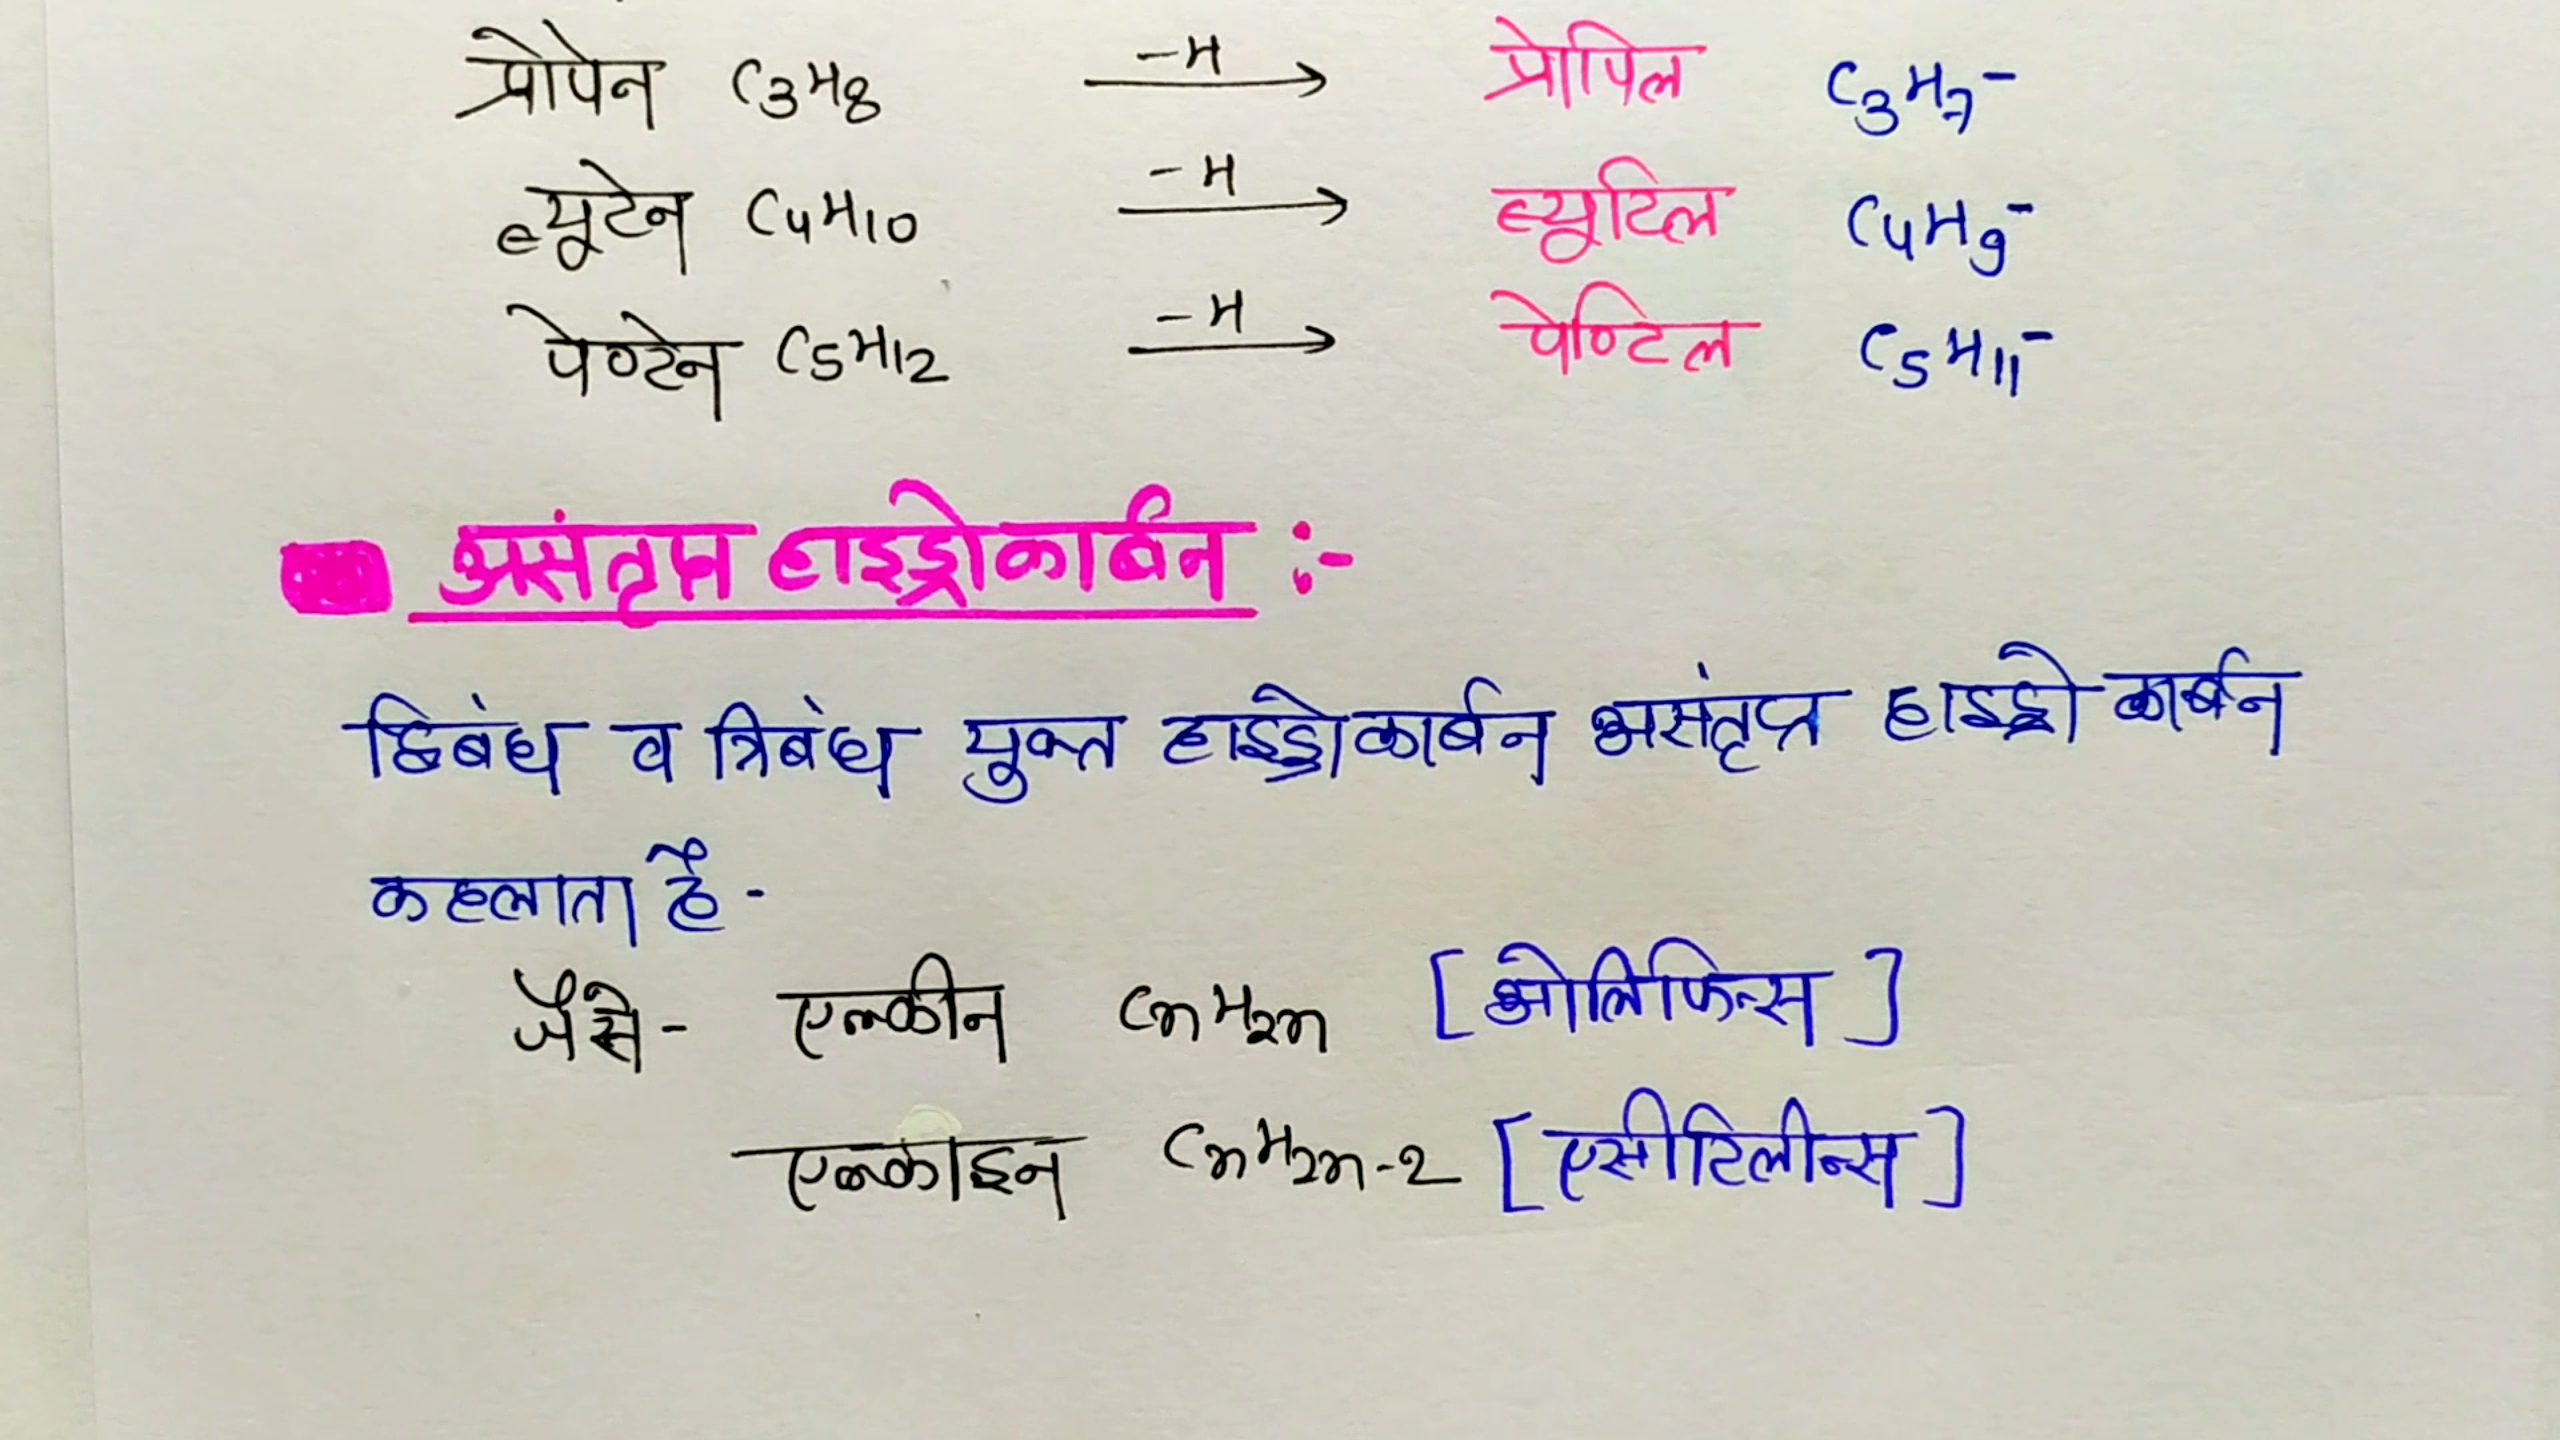 प्रोपेन C3H8 -H→ प्रोपिल C3H7-
ब्यूटेन C4H10 -H→ ब्यूटिल C4H9-
पेण्टेन C5H12 -H→ पेण्टिल C5H11-
असंतृप्त हाइड्रोकार्बन :-
द्विबंध व त्रिबंध युक्त हाइड्रोकार्बन असंतृप्त हाइड्रोकार्बन
कहलाता है -
जैसे - एल्कीन CnH2n [ओलिफिन्स]
एल्काइन CnH2n-2 [एसीटिलीन्स]